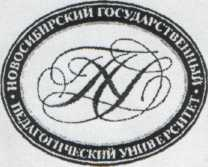 НОВОСИБИРСКИЙ ГОСУДАРСТВЕННЫЙ
ПЕДАГОГИЧЕСКИЙ УНИВЕРСИТЕТ